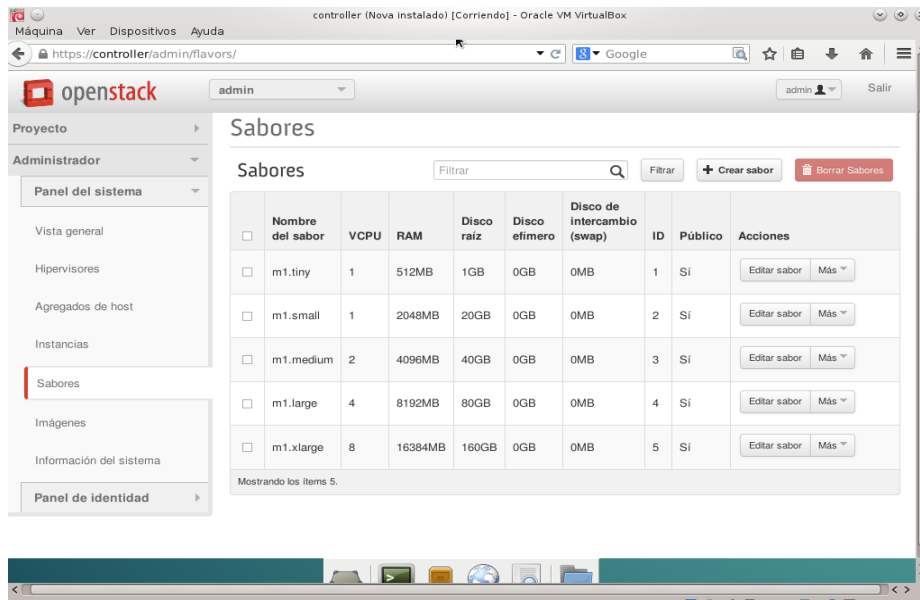 controller (Nova instalado) [Corriendo] - Oracle VM VirtualBox
Máquina Ver Dispositivos Ayuda
https://controller/admin/flavors/
Google
openstack
admin
admin
Salir
Proyecto
Administrador
Panel del sistema
Vista general
Hipervisores
Agregados de host
Instancias
Sabores
Imágenes
Información del sistema
Panel de identidad
Sabores
Sabores
Filtrar
Filtrar
Crear sabor
Borrar Sabores
Nombre del sabor VCPU RAM Disco raíz Disco efímero Disco de intercambio (swap) ID Público Acciones
m1.tiny 1 512MB 1GB 0GB 0MB 1 Sí Editar sabor Más
m1.small 1 2048MB 20GB 0GB 0MB 2 Sí Editar sabor Más
m1.medium 2 4096MB 40GB 0GB 0MB 3 Sí Editar sabor Más
m1.large 4 8192MB 80GB 0GB 0MB 4 Sí Editar sabor Más
m1.xlarge 8 16384MB 160GB 0GB 0MB 5 Sí Editar sabor Más
Mostrando los ítems 5.